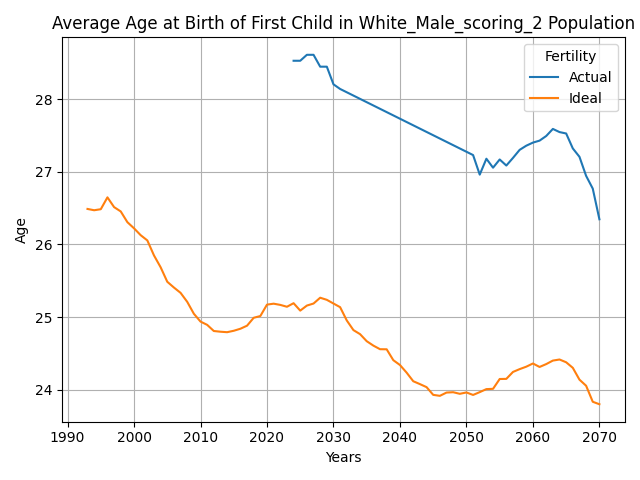 Average Age at Birth of First Child in White_Male_scoring_2 Population
Fertility
Actual
Ideal
Age
28
27
26
25
24
1990
2000
2010
2020
2030
2040
2050
2060
2070
Years